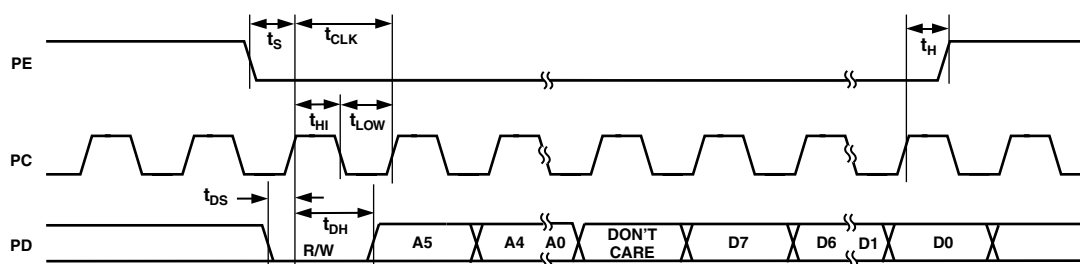 tS
tCLK
tH
PE
tHI
tLOW
PC
tDS
tDH
PD
R/W
A5
A4
A0
DON'T
CARE
D7
D6
D1
D0